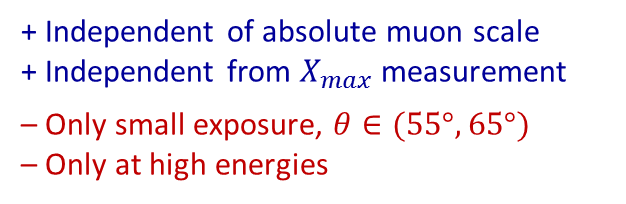 + Independent of absolute muon scale
+ Independent from X_max measurement
– Only small exposure, θ ∈ (55°, 65°)
– Only at high energies